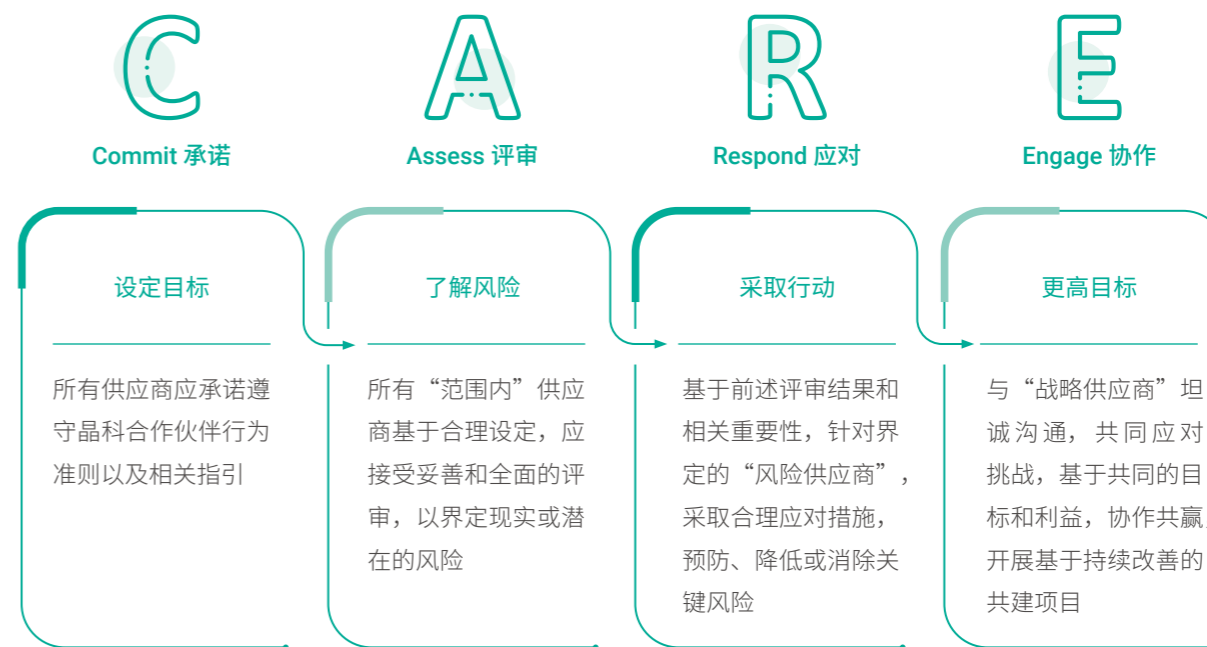 C
Commit 承诺
设定目标
所有供应商应承诺遵
守晶科合作伙伴行为
准则以及相关指引
A
Assess 评审
了解风险
所有“范围内”供应
商基于合理设定，应
接受妥善和全面的评
审，以界定现实或潜
在的风险
R
Respond 应对
采取行动
基于前述评审结果和
相关重要性，针对界
定的“风险供应商”，
采取合理应对措施，
预防、降低或消除关
键风险
E
Engage 协作
更高目标
与“战略供应商”坦
诚沟通，共同应对
挑战，基于共同的目
标和利益，协作共赢，
开展基于持续改善的
共建项目